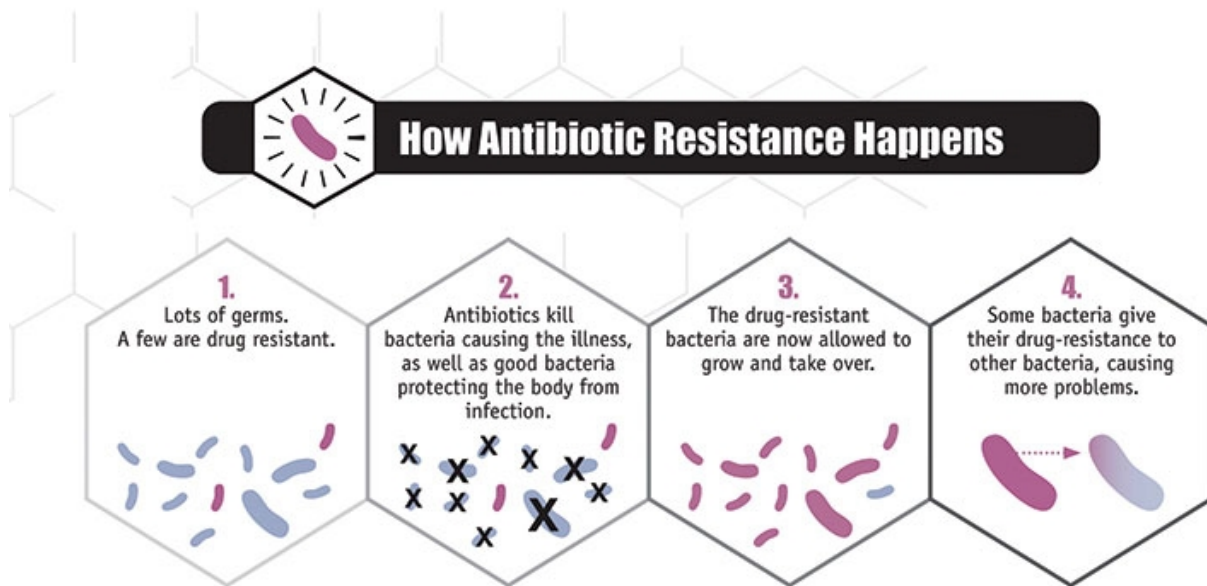 How Antibiotic Resistance Happens
1.
Lots of germs.
A few are drug resistant.
2.
Antibiotics kill
bacteria causing the illness,
as well as good bacteria
protecting the body from
infection.
X X X X X X X X X X
3.
The drug-resistant
bacteria are now allowed to
grow and take over.
4.
Some bacteria give
their drug-resistance to
other bacteria, causing
more problems.